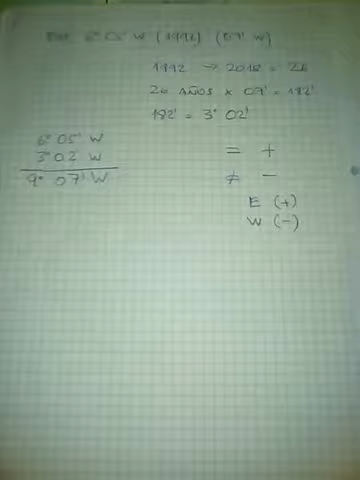 6° 05' W (1992) (07' W)
1992 → 2018 = 26
26 AÑOS × 07' = 182'
182' = 3° 02'
6° 05' W
3° 02' W
9° 07' W
= +
≠ -
E (+)
W (-)